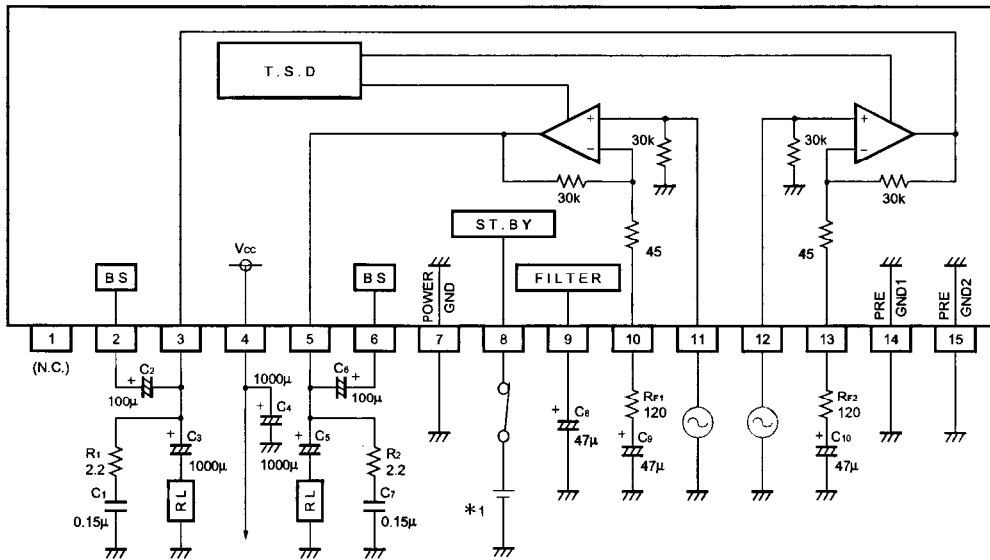 T.S.D
+
−
30k
30k
45
+
−
30k
30k
45
ST.BY
FILTER
Vcc
BS
BS
POWER
GND
PRE
GND1
PRE
GND2
1
2
3
4
5
6
7
8
9
10
11
12
13
14
15
(N.C.)
+
C2
100μ
1000μ
+
C4
C6
+
100μ
R1
2.2
C1
0.15μ
+
C3
1000μ
RL
+
C5
1000μ
RL
R2
2.2
C7
0.15μ
*1
+
C8
47μ
RF1
120
+
C9
47μ
RF2
120
+
C10
47μ